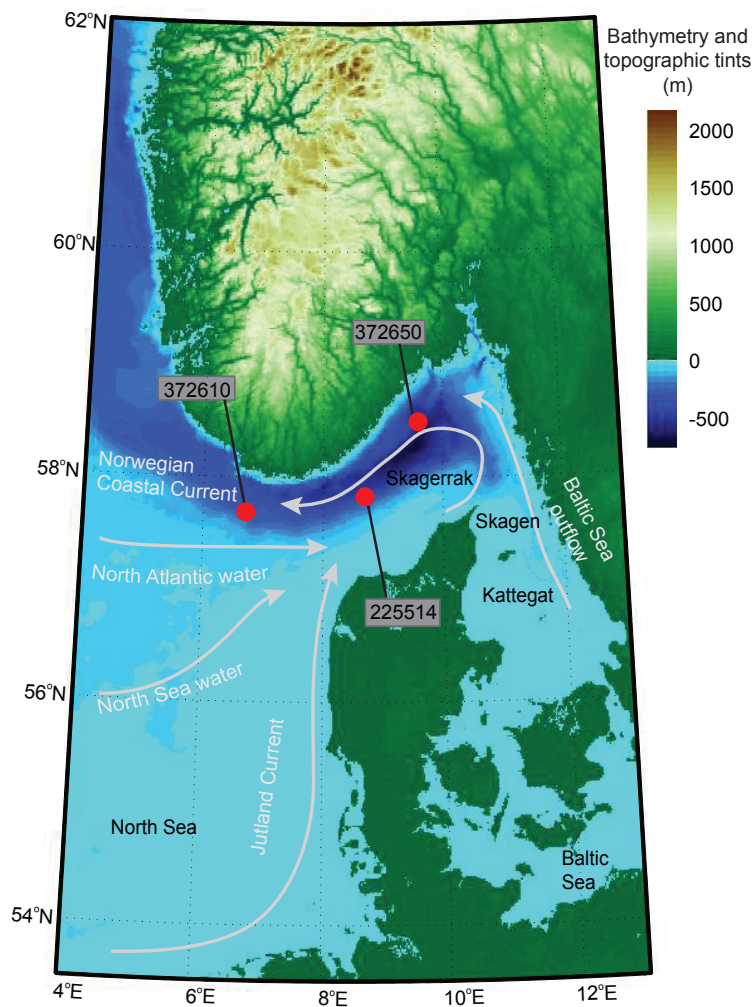 62°N
Bathymetry and
topographic tints
(m)
2000
1500
1000
500
0
-500
60°N
372650
372610
58°N
Norwegian
Coastal Current
Skagerrak
Skagen
Baltic Sea
outflow
North Atlantic water
Kattegat
225514
56°N
North Sea water
Jutland Current
North Sea
Baltic
Sea
54°N
4°E
6°E
8°E
10°E
12°E